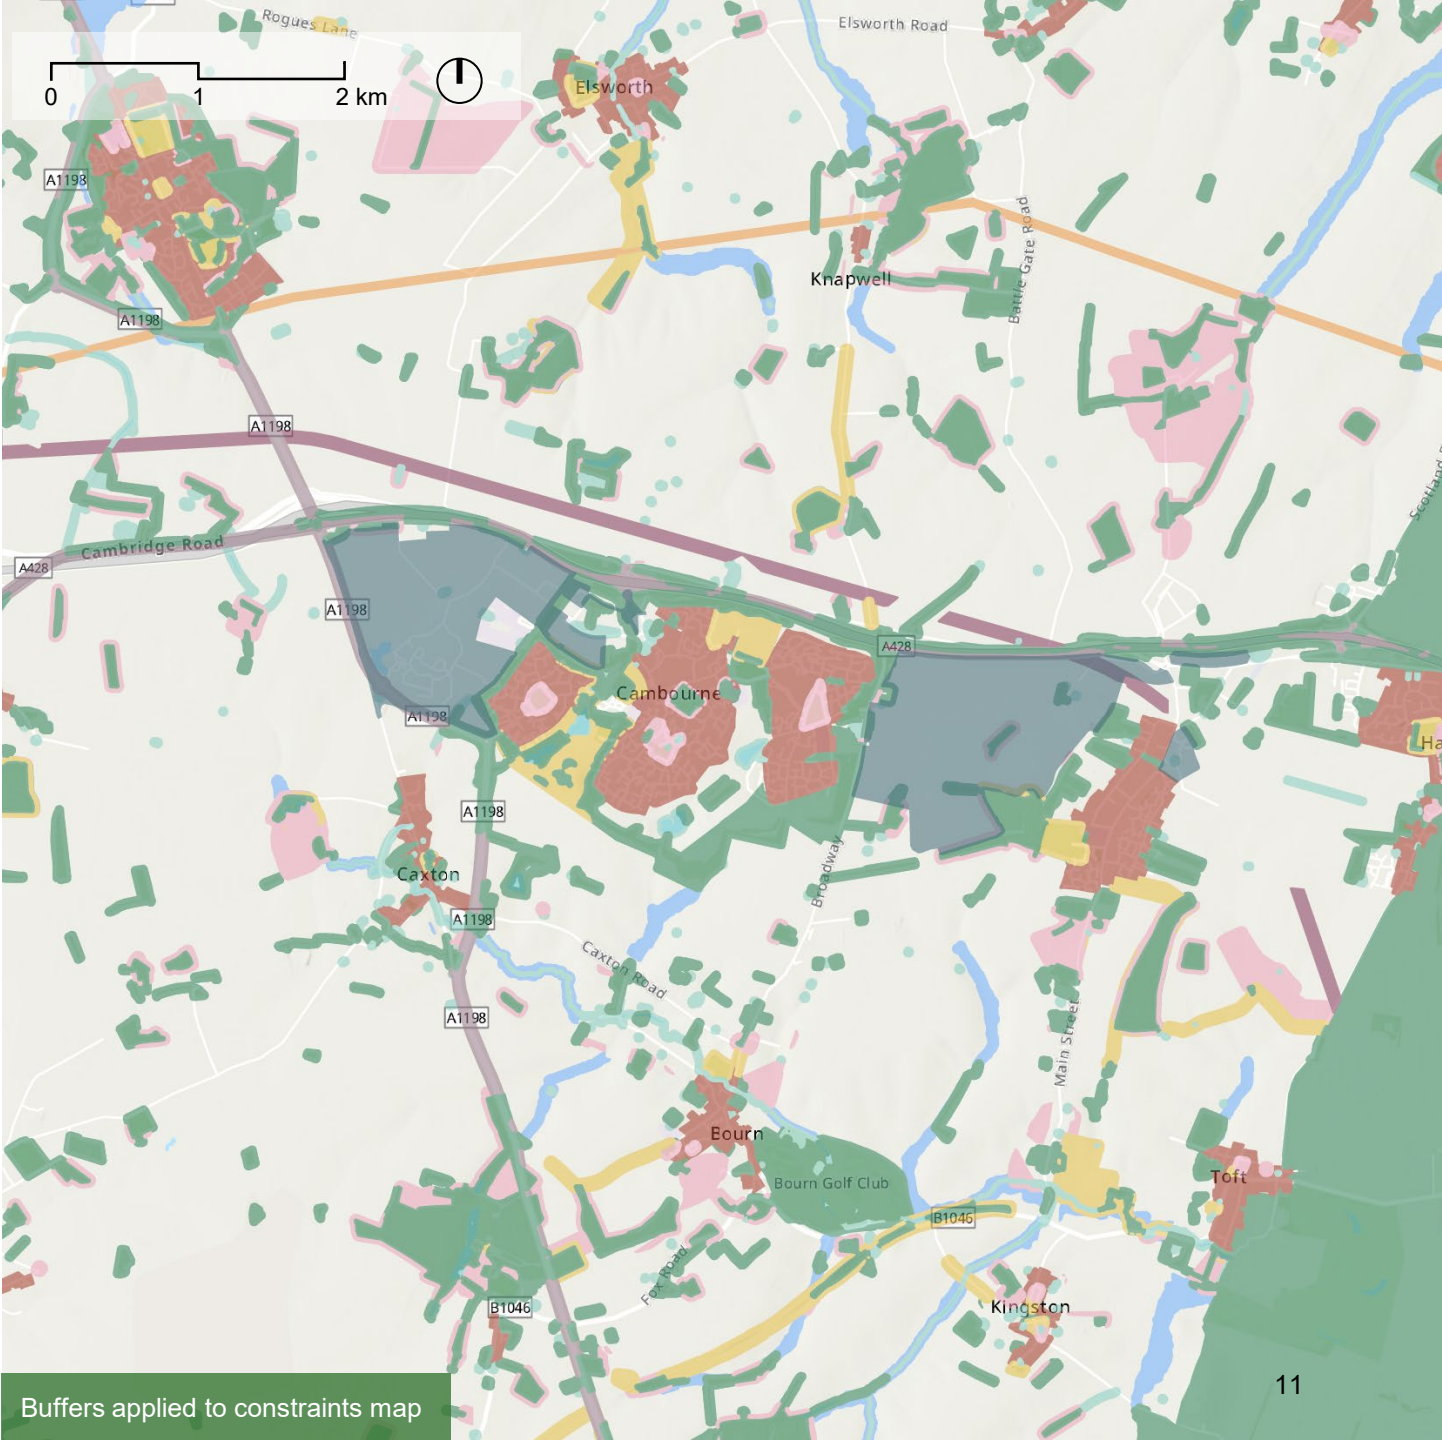 Rogues Lane
Elsworth Road
0 1 2 km
Elsworth
A1198
Battle Gate Road
Knapwell
A1198
A1198
Cambridge Road
A428
A1198
A428
Cambourne
A1198
A1198
Caxton
Broadway
A1198
Caxton Road
A1198
Main Street
Bourn
Bourn Golf Club
Toft
B1046
Fox Road
B1046
Kingston
11
Buffers applied to constraints map